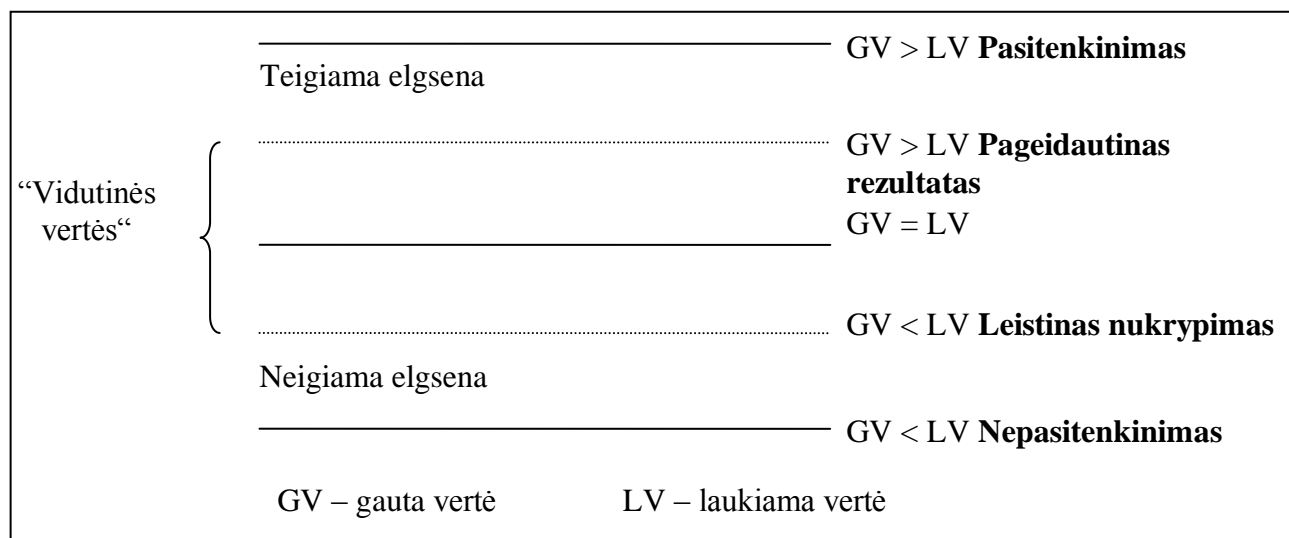 GV > LV Pasitenkinimas
Teigiama elgsena
GV > LV Pageidautinas
rezultatas
“Vidutinės
vertės“
GV = LV
GV < LV Leistinas nukrypimas
Neigiama elgsena
GV < LV Nepasitenkinimas
GV – gauta vertė LV – laukiama vertė